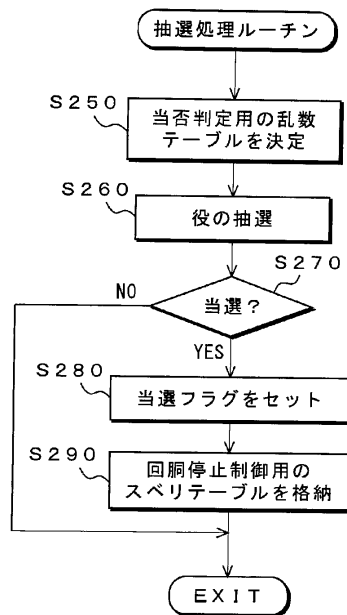 抽選処理ルーチン
S250
当否判定用の乱数
テーブルを決定
S260
役の抽選
S270
当選?
NO
YES
S280
当選フラグをセット
S290
回胴停止制御用の
スベリテーブルを格納
EXIT